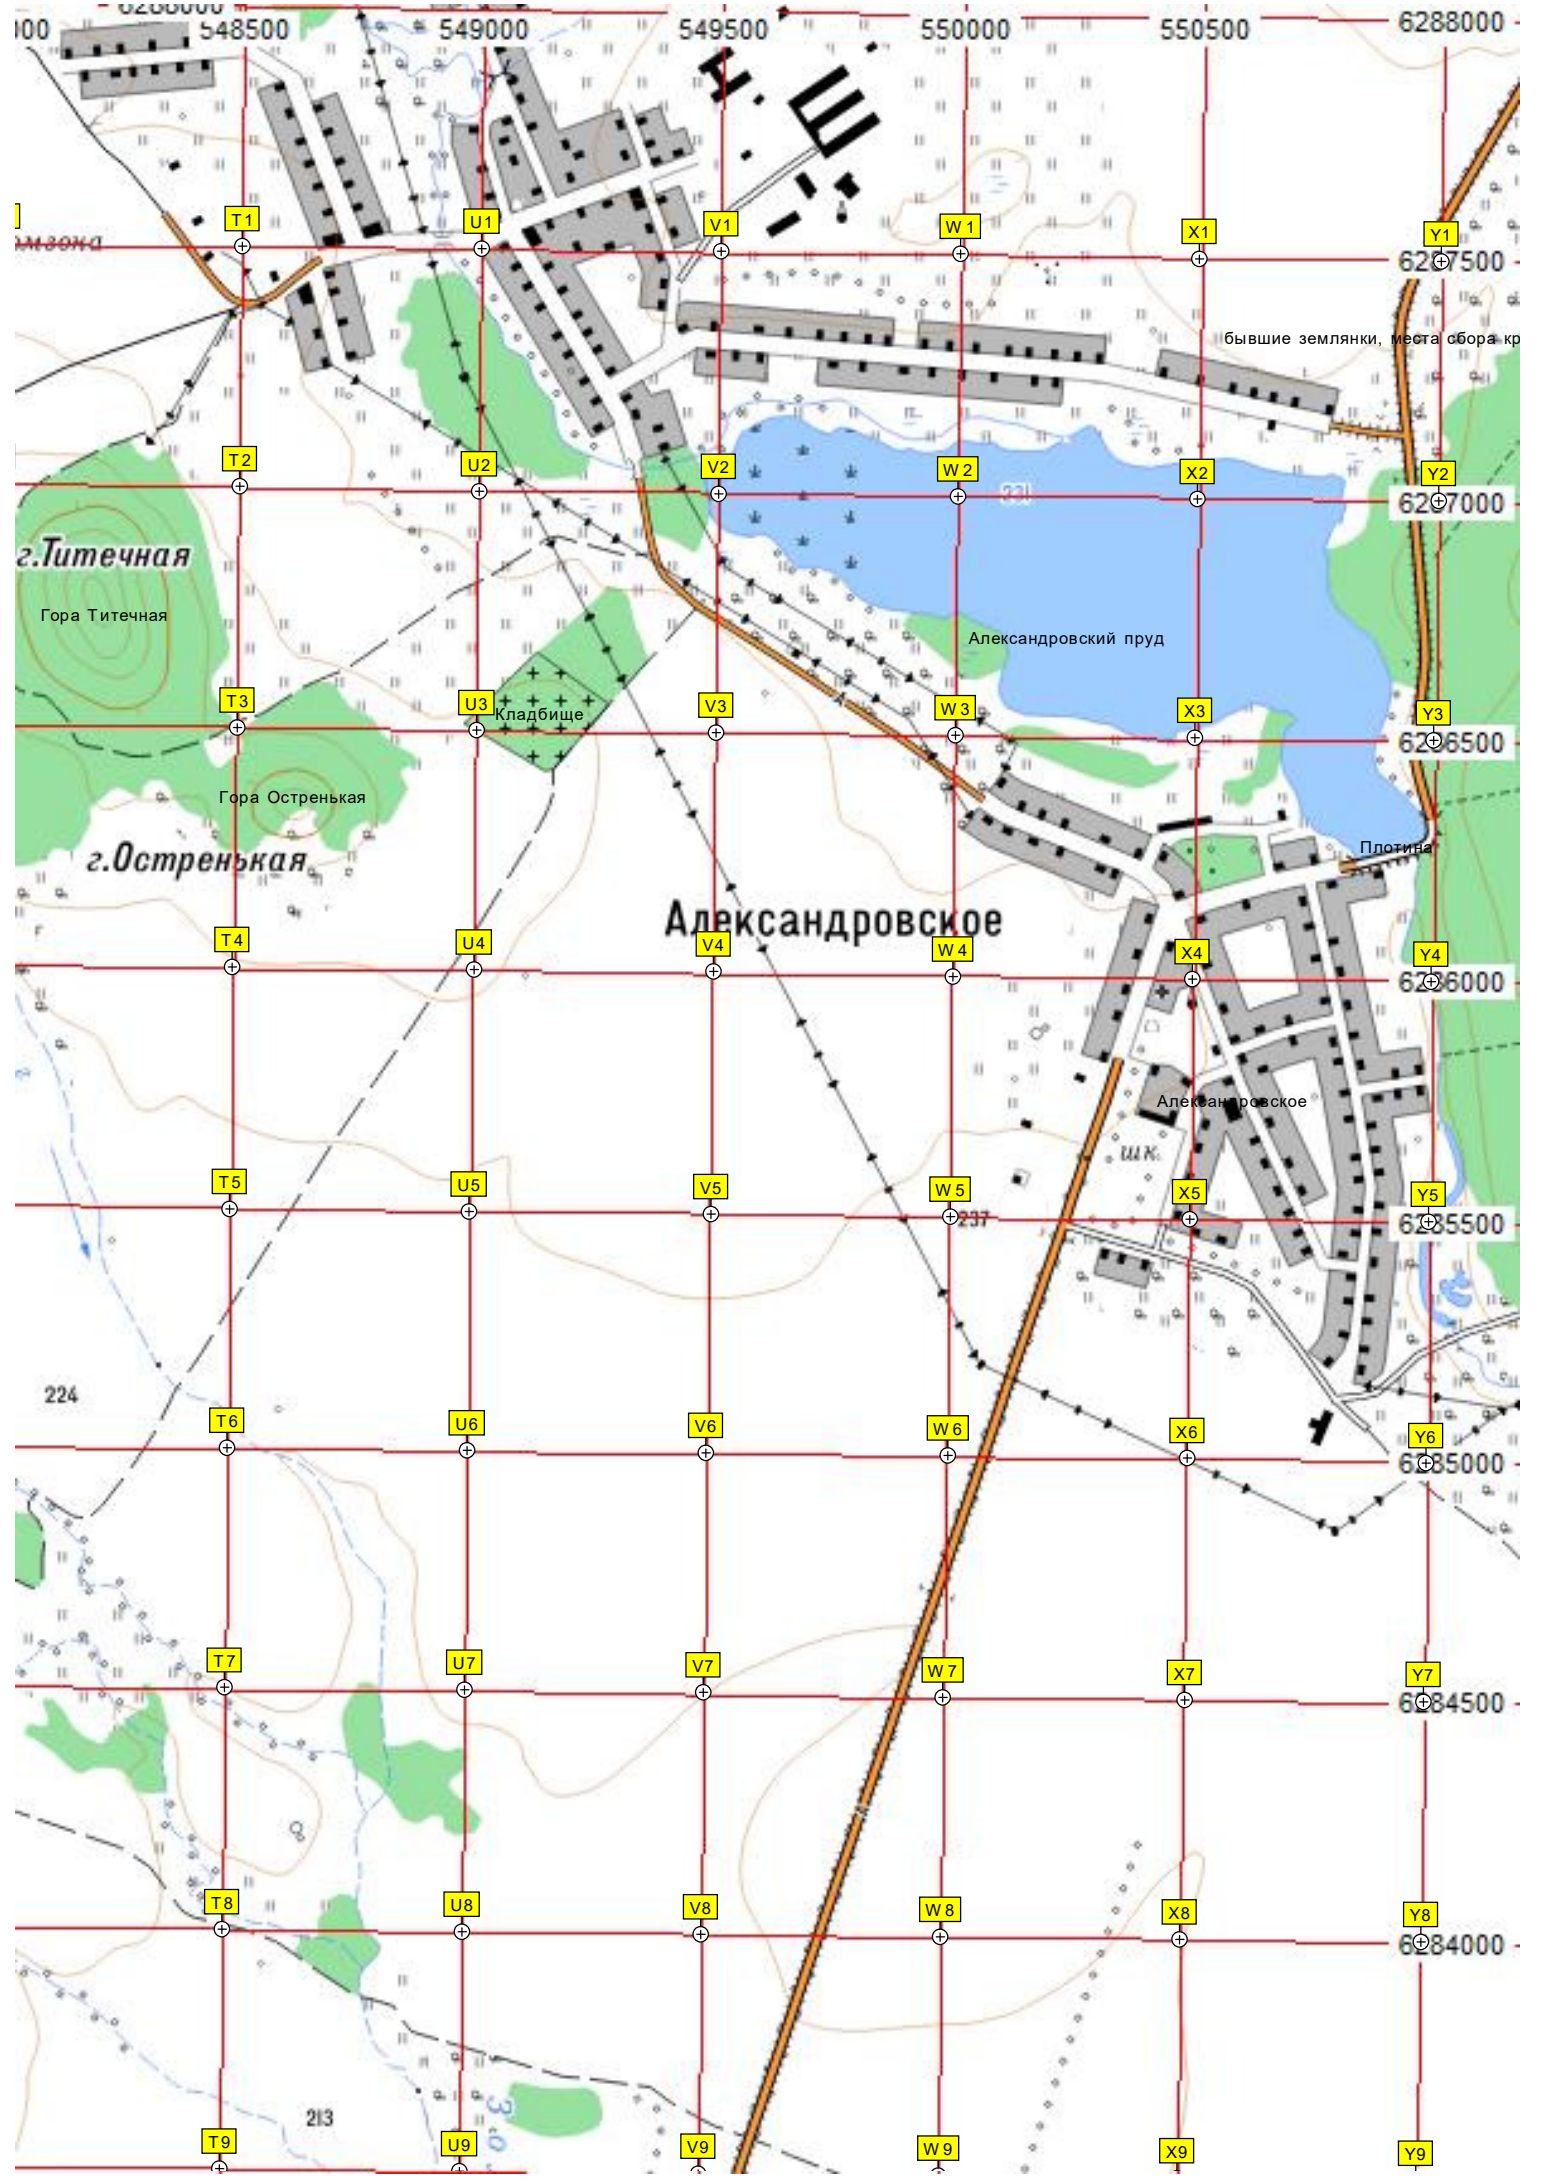 6288000
000 548500 549000 549500 550000 550500 6288000
T1 U1 V1 W1 X1 Y1
6287500
бывшие землянки, места сбора кр
T2 U2 V2 W2 X2 Y2
331
6287000
г.Титечная
Гора Титечная
Александровский пруд
T3 U3 V3 W3 X3 Y3
Кладбище
6286500
Гора Остренькая
г.Остренькая
Плотина
Александровское
T4 U4 V4 W4 X4 Y4
г
6286000
Александровское
шк.
T5 U5 V5 W5 X5 Y5
237
6285500
224
T6 U6 V6 W6 X6 Y6
6285000
T7 U7 V7 W7 X7 Y7
6284500
T8 U8 V8 W8 X8 Y8
6284000
213
T9 U9 V9 W9 X9 Y9